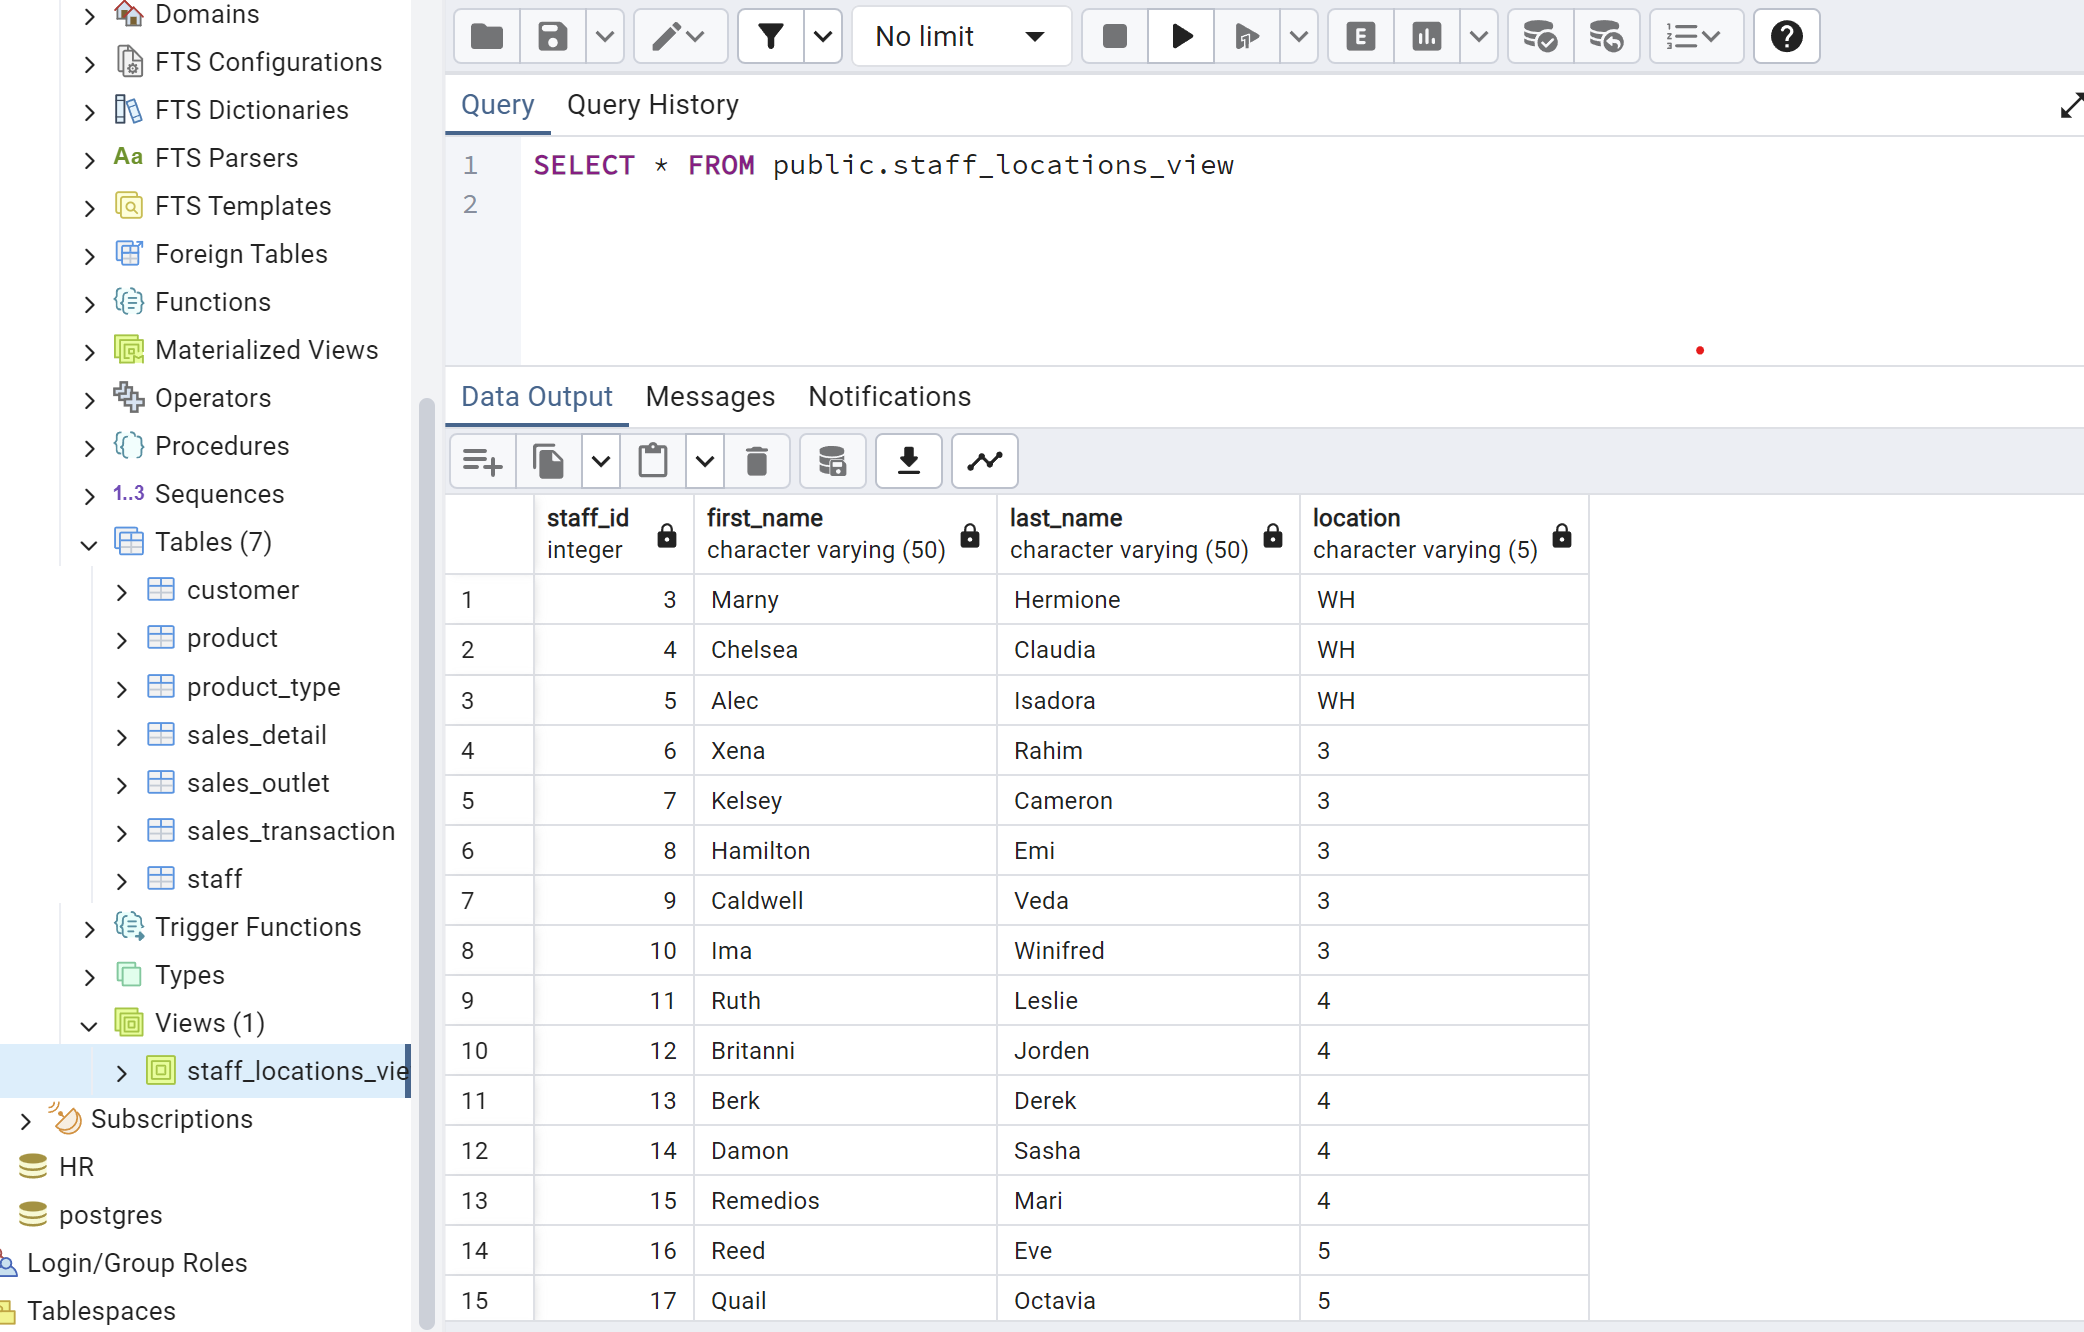 Domains
FTS Configurations
FTS Dictionaries
Aa FTS Parsers
FTS Templates
Foreign Tables
Functions
Materialized Views
Operators
Procedures
1..3 Sequences
Tables (7)
customer
product
product_type
sales_detail
sales_outlet
sales_transaction
staff
Trigger Functions
Types
Views (1)
staff_locations_vie
Subscriptions
HR
postgres
Login/Group Roles
Tablespaces
No limit
E
Query Query History
1 SELECT * FROM public.staff_locations_view
2
Data Output Messages Notifications
staff_id first_name last_name location
integer character varying (50) character varying (50) character varying (5)
1 3 Marny Hermione WH
2 4 Chelsea Claudia WH
3 5 Alec Isadora WH
4 6 Xena Rahim 3
5 7 Kelsey Cameron 3
6 8 Hamilton Emi 3
7 9 Caldwell Veda 3
8 10 Ima Winifred 3
9 11 Ruth Leslie 4
10 12 Britanni Jorden 4
11 13 Berk Derek 4
12 14 Damon Sasha 4
13 15 Remedios Mari 4
14 16 Reed Eve 5
15 17 Quail Octavia 5